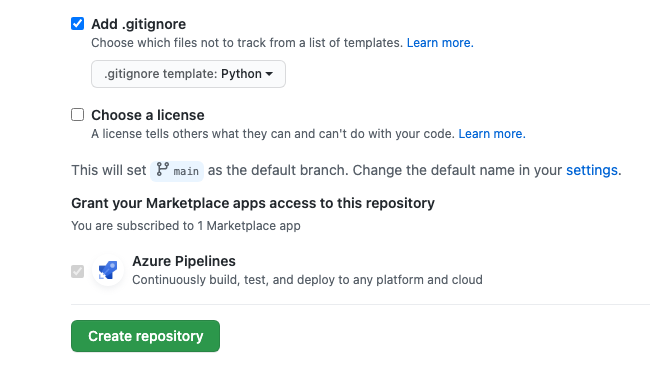 Add .gitignore
Choose which files not to track from a list of templates. Learn more.
.gitignore template: Python
Choose a license
A license tells others what they can and can't do with your code. Learn more.
This will set main as the default branch. Change the default name in your settings.
Grant your Marketplace apps access to this repository
You are subscribed to 1 Marketplace app
Azure Pipelines
Continuously build, test, and deploy to any platform and cloud
Create repository